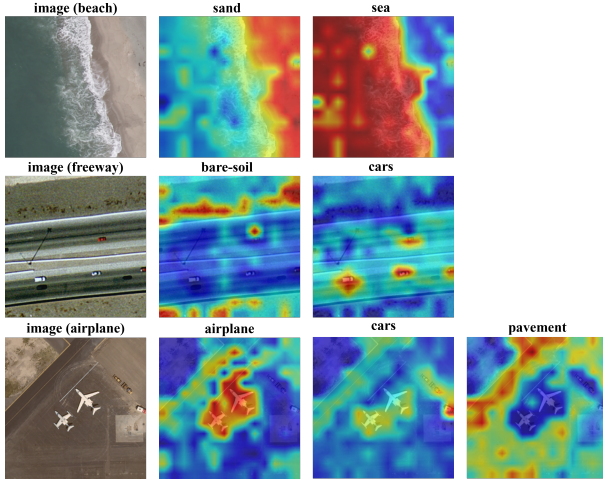 image (beach) sand sea
image (freeway) bare-soil cars
image (airplane) airplane cars pavement